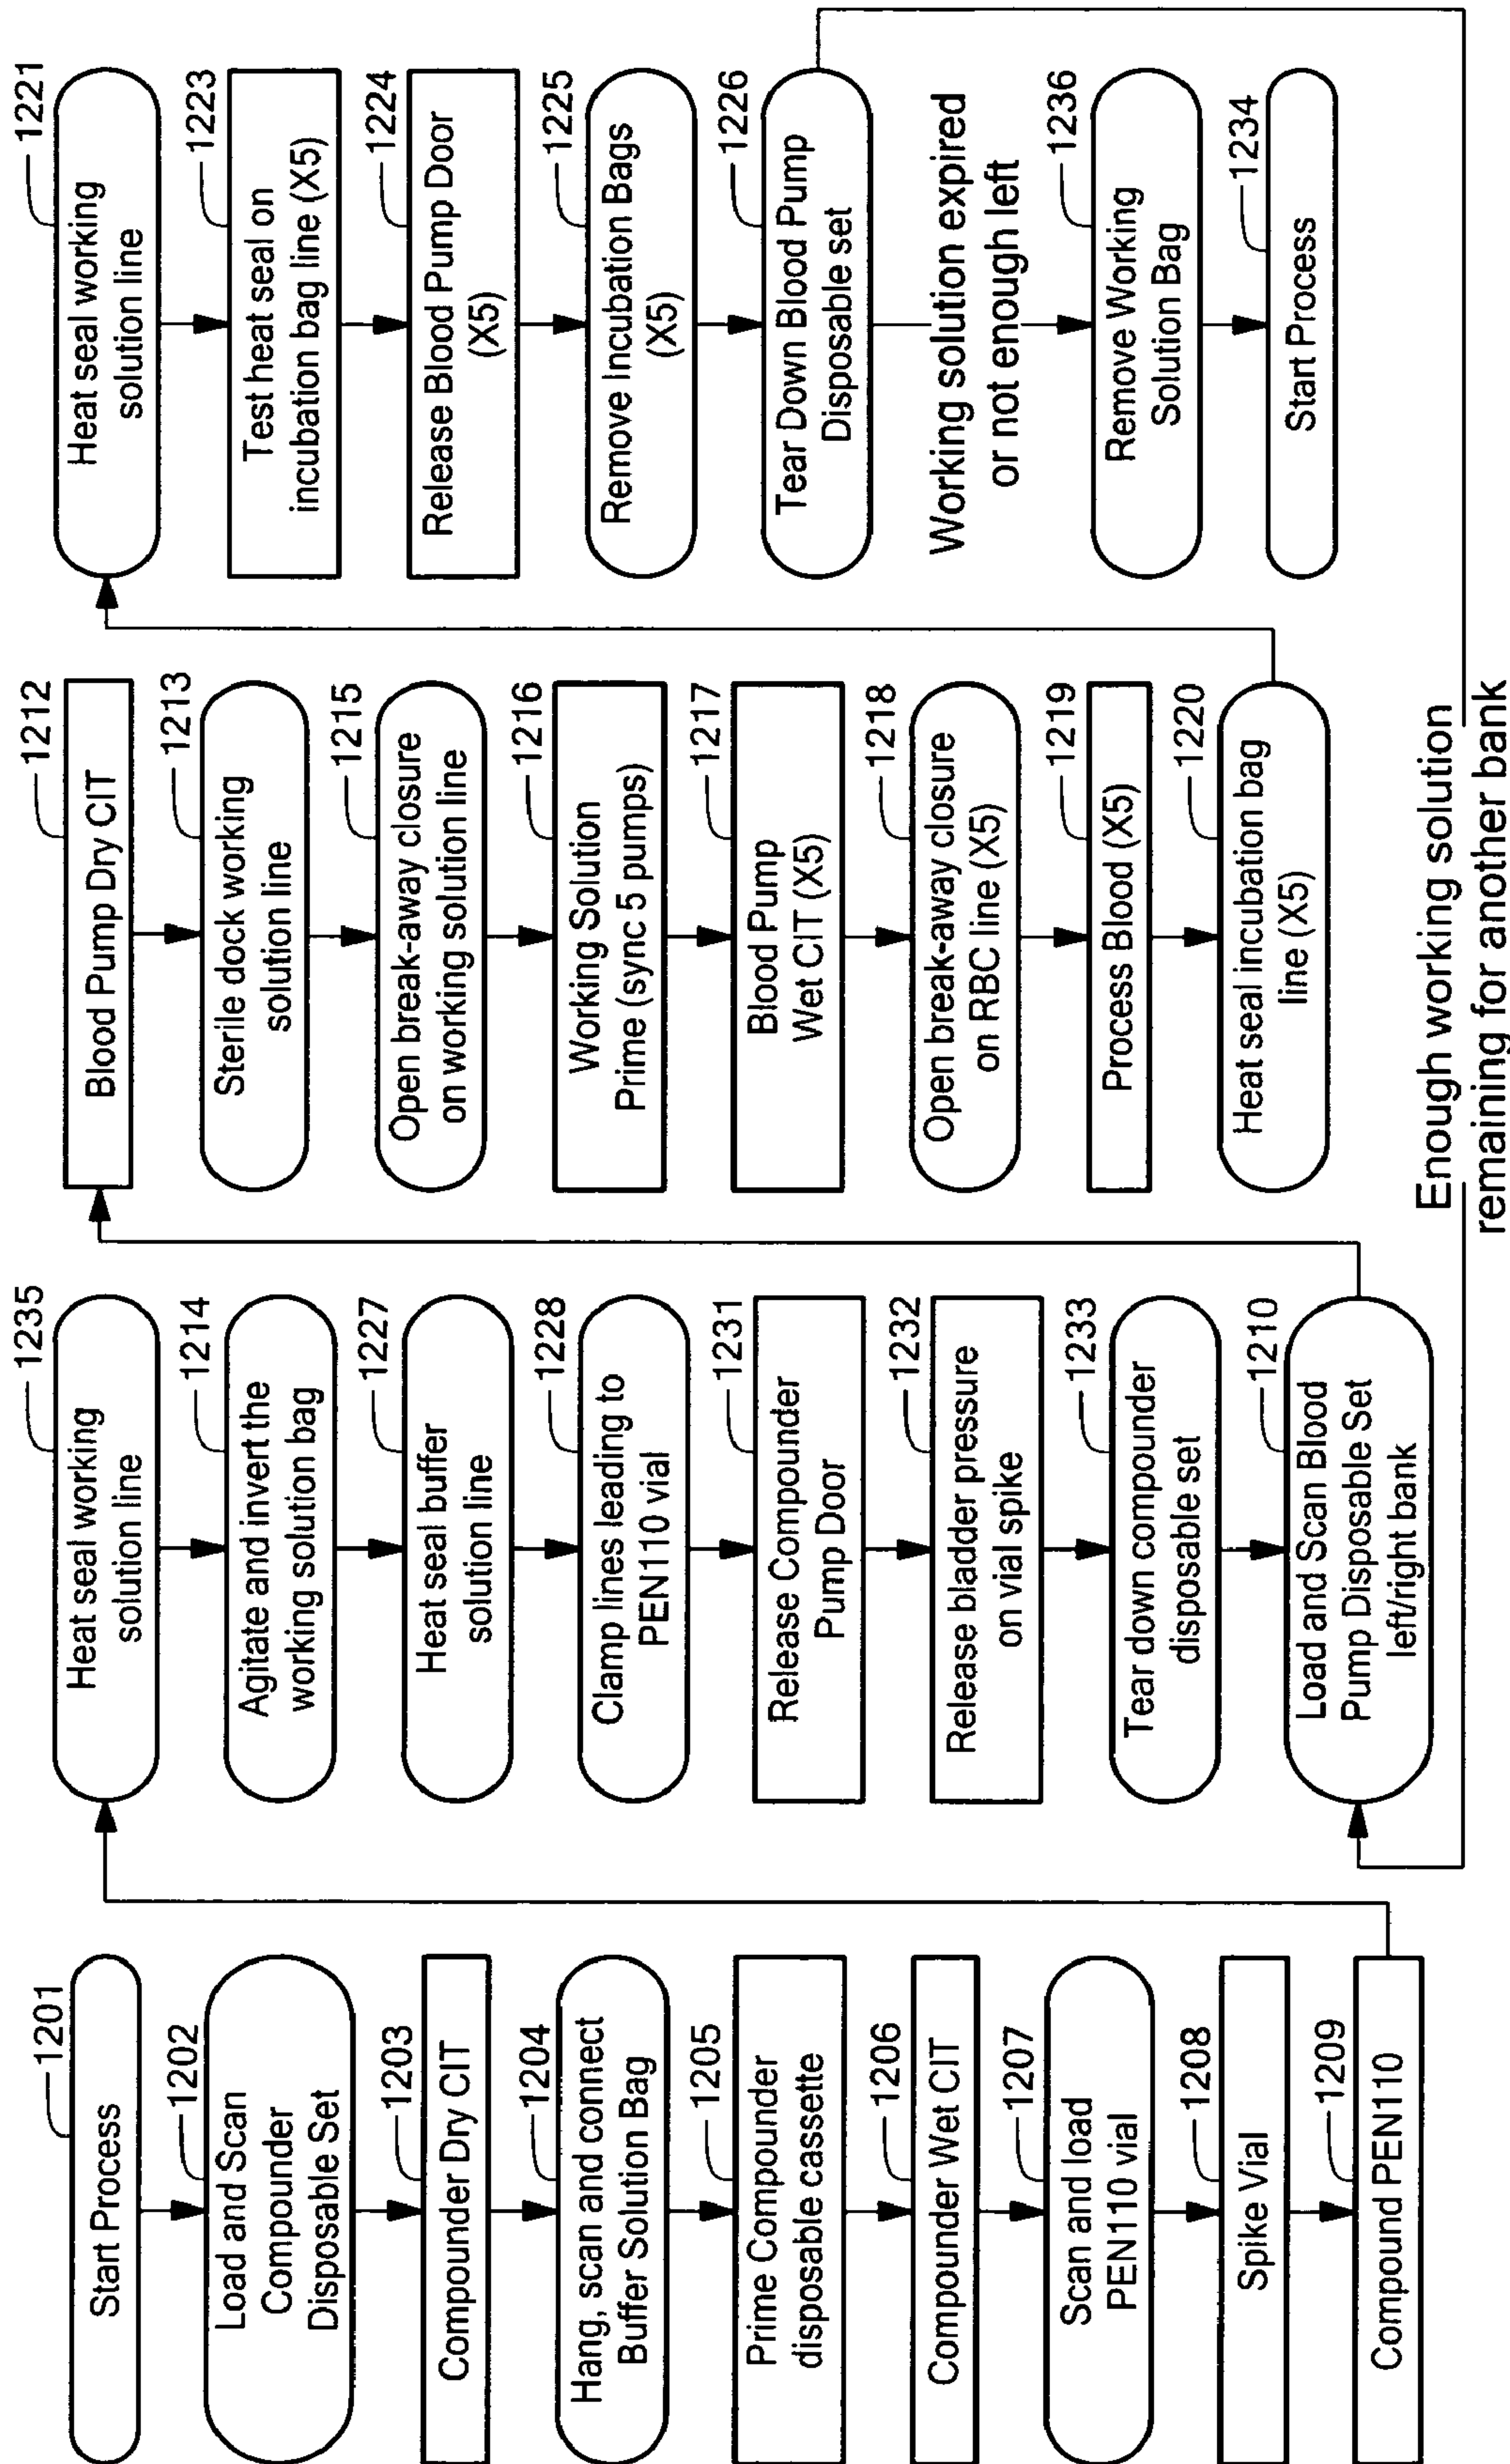 1201
Start Process
1202
Load and Scan
Compounder
Disposable Set
1203
Compounder Dry CIT
1204
Hang, scan and connect
Buffer Solution Bag
1205
Prime Compounder
disposable cassette
1206
Compounder Wet CIT
1207
Scan and load
PEN110 vial
1208
Spike Vial
1209
Compound PEN110
1235
Heat seal working
solution line
1214
Agitate and invert the
working solution bag
1227
Heat seal buffer
solution line
1228
Clamp lines leading to
PEN110 vial
1231
Release Compounder
Pump Door
1232
Release bladder pressure
on vial spike
1233
Tear down compounder
disposable set
1210
Load and Scan Blood
Pump Disposable Set
left/right bank
1212
Blood Pump Dry CIT
1213
Sterile dock working
solution line
1215
Open break-away closure
on working solution line
1216
Working Solution
Prime (sync 5 pumps)
1217
Blood Pump
Wet CIT (X5)
1218
Open break-away closure
on RBC line (X5)
1219
Process Blood (X5)
1220
Heat seal incubation bag
line (X5)
1221
Heat seal working
solution line
1223
Test heat seal on
incubation bag line (X5)
1224
Release Blood Pump Door
(X5)
1225
Remove Incubation Bags
(X5)
1226
Tear Down Blood Pump
Disposable set
Working solution expired
or not enough left
1236
Remove Working
Solution Bag
1234
Start Process
Enough working solution
remaining for another bank